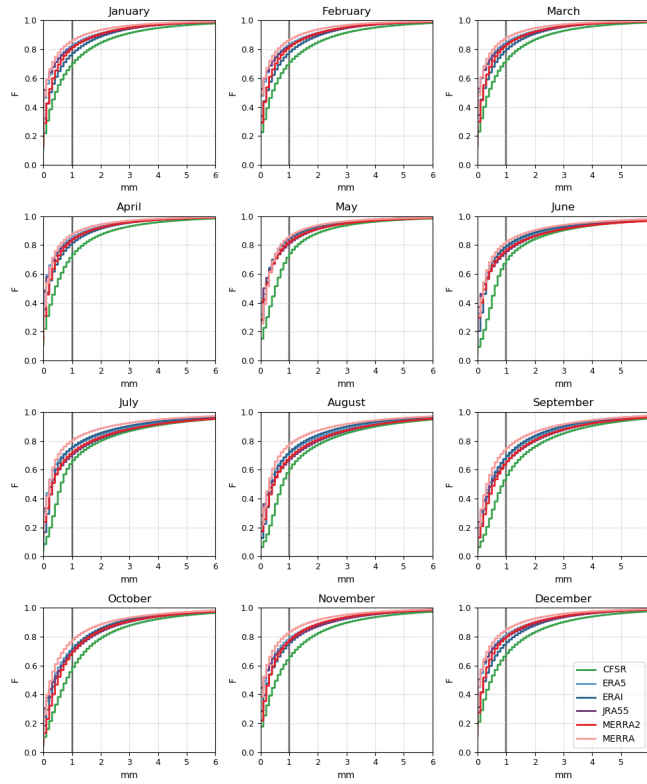 January February March
1.0 1.0 1.0
0.8 0.8 0.8
0.6 0.6 0.6
F F F
0.4 0.4 0.4
0.2 0.2 0.2
0.0 0.0 0.0
0 1 2 3 4 5 6 0 1 2 3 4 5 6 0 1 2 3 4 5
mm mm mm
April May June
1.0 1.0 1.0
0.8 0.8 0.8
0.6 0.6 0.6
F F F
0.4 0.4 0.4
0.2 0.2 0.2
0.0 0.0 0.0
0 1 2 3 4 5 6 0 1 2 3 4 5 6 0 1 2 3 4 5
mm mm mm
July August September
1.0 1.0 1.0
0.8 0.8 0.8
0.6 0.6 0.6
F F F
0.4 0.4 0.4
0.2 0.2 0.2
0.0 0.0 0.0
0 1 2 3 4 5 6 0 1 2 3 4 5 6 0 1 2 3 4 5
mm mm mm
October November December
1.0 1.0 1.0
0.8 0.8 0.8
0.6 0.6 0.6
F F F
0.4 0.4 0.4
0.2 0.2 0.2
0.0 0.0 0.0
CFSR
ERA5
ERAI
JRA55
MERRA2
MERRA
0 1 2 3 4 5 6 0 1 2 3 4 5 6 0 1 2 3 4 5
mm mm mm